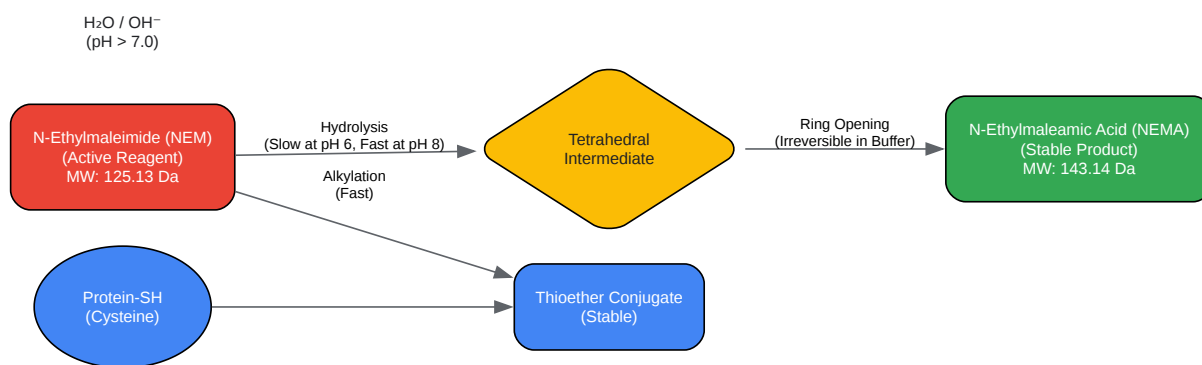 H₂O / OH⁻
(pH > 7.0)
N-Ethylmaleimide (NEM)
(Active Reagent)
MW: 125.13 Da
Hydrolysis
(Slow at pH 6, Fast at pH 8)
Alkylation
(Fast)
Tetrahedral
Intermediate
Ring Opening
(Irreversible in Buffer)
N-Ethylmaleamic Acid (NEMA)
(Stable Product)
MW: 143.14 Da
Protein-SH
(Cysteine)
Thioether Conjugate
(Stable)